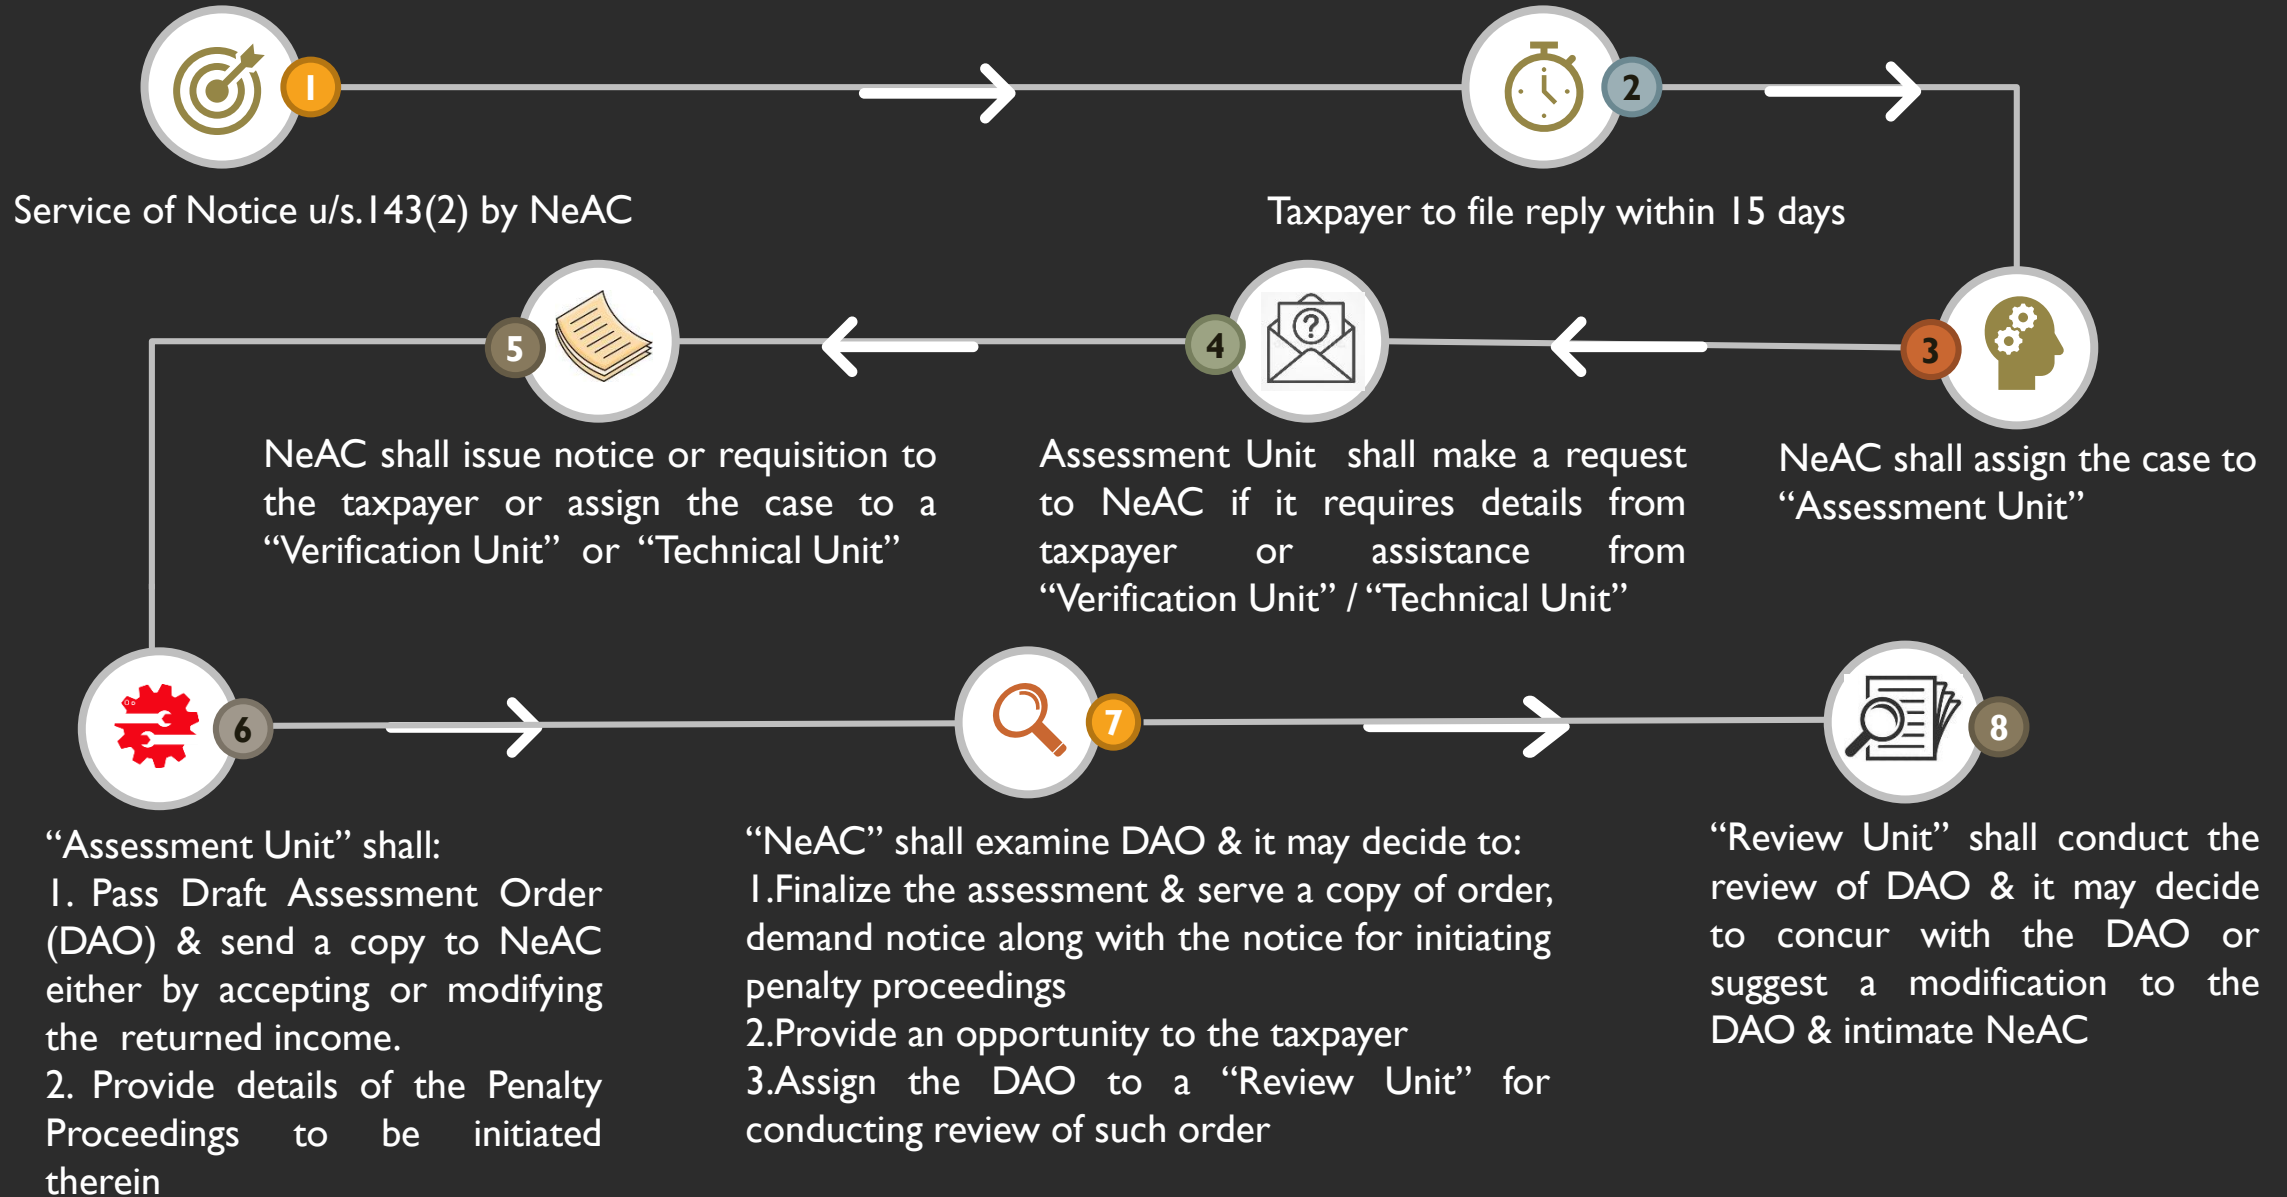 1
Service of Notice u/s.143(2) by NeAC
2
Taxpayer to file reply within 15 days
3
NeAC shall assign the case to
“Assessment Unit”
4
?
Assessment Unit shall make a request
to NeAC if it requires details from
taxpayer or assistance from
“Verification Unit” / “Technical Unit”
5
NeAC shall issue notice or requisition to
the taxpayer or assign the case to a
“Verification Unit” or “Technical Unit”
6
“Assessment Unit” shall:
1. Pass Draft Assessment Order
(DAO) & send a copy to NeAC
either by accepting or modifying
the returned income.
2. Provide details of the Penalty
Proceedings to be initiated
therein
7
“NeAC” shall examine DAO & it may decide to:
1.Finalize the assessment & serve a copy of order,
demand notice along with the notice for initiating
penalty proceedings
2.Provide an opportunity to the taxpayer
3.Assign the DAO to a “Review Unit” for
conducting review of such order
8
“Review Unit” shall conduct the
review of DAO & it may decide
to concur with the DAO or
suggest a modification to the
DAO & intimate NeAC